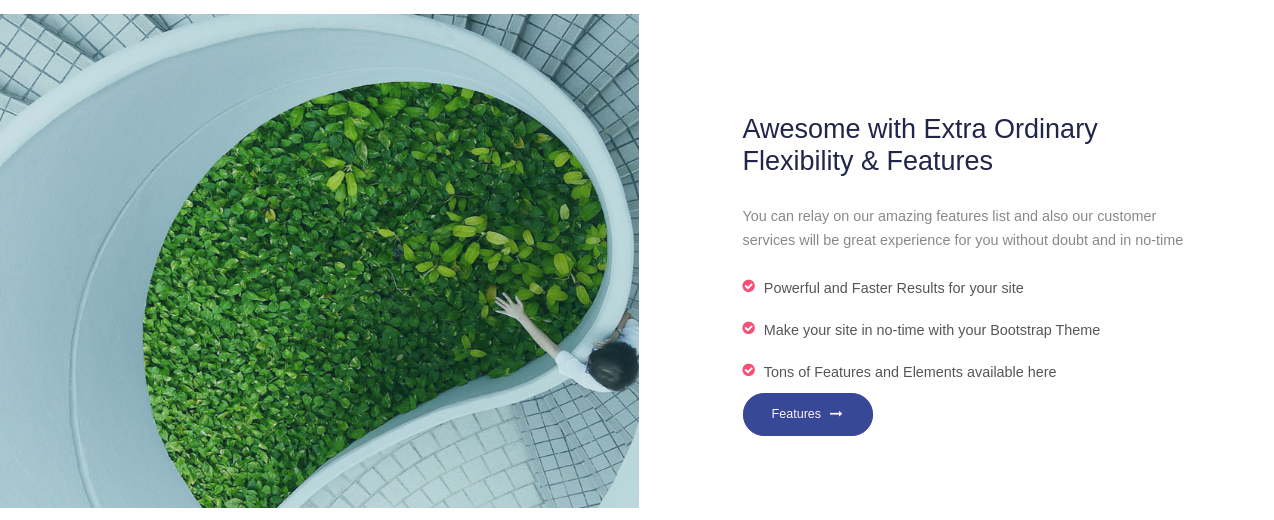 Awesome with Extra Ordinary
Flexibility & Features
You can relay on our amazing features list and also our customer
services will be great experience for you without doubt and in no-time
Powerful and Faster Results for your site
Make your site in no-time with your Bootstrap Theme
Tons of Features and Elements available here
Features